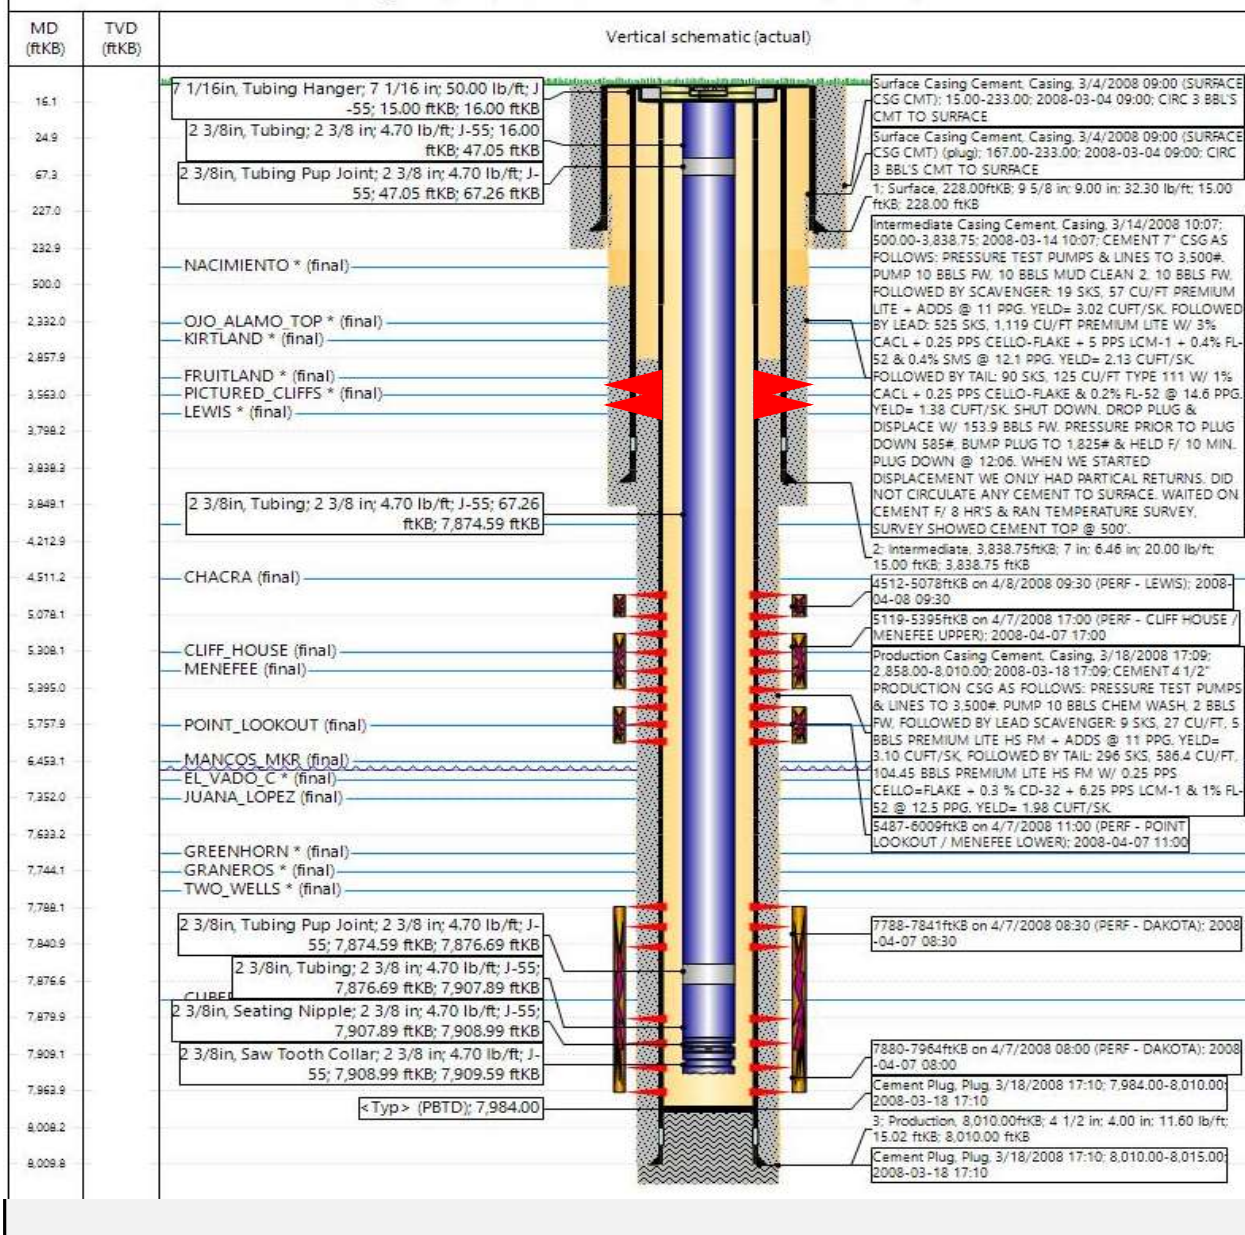 MD
(ftKB)
TVD
(ftKB)
Vertical schematic (actual)
16.1
24.9
67.3
227.0
232.9
500.0
2,332.0
2,857.9
3,563.0
3,798.2
3,838.3
3,849.1
4,212.9
4,511.2
5,078.1
5,308.1
5,395.0
5,757.9
6,453.1
7,352.0
7,633.2
7,744.1
7,788.1
7,840.9
7,876.6
7,879.9
7,909.1
7,963.9
8,008.2
8,009.8
7 1/16in, Tubing Hanger; 7 1/16 in; 50.00 lb/ft; J
-55; 15.00 ftKB; 16.00 ftKB
2 3/8in, Tubing; 2 3/8 in; 4.70 lb/ft; J-55; 16.00
ftKB; 47.05 ftKB
2 3/8in, Tubing Pup Joint; 2 3/8 in; 4.70 lb/ft; J-
55; 47.05 ftKB; 67.26 ftKB
NACIMIENTO * (final)
OJO_ALAMO_TOP * (final)
KIRTLAND * (final)
FRUITLAND * (final)
PICTURED_CLIFFS * (final)
LEWIS * (final)
2 3/8in, Tubing; 2 3/8 in; 4.70 lb/ft; J-55; 67.26
ftKB; 7,874.59 ftKB
CHACRA (final)
CLIFF_HOUSE (final)
MENEFEE (final)
POINT_LOOKOUT (final)
MANCOS_MKR (final)
EL_VADO_C * (final)
JUANA_LOPEZ (final)
GREENHORN * (final)
GRANEROS * (final)
TWO_WELLS * (final)
2 3/8in, Tubing Pup Joint; 2 3/8 in; 4.70 lb/ft; J-
55; 7,874.59 ftKB; 7,876.69 ftKB
2 3/8in, Tubing; 2 3/8 in; 4.70 lb/ft; J-55;
7,876.69 ftKB; 7,907.89 ftKB
2 3/8in, Seating Nipple; 2 3/8 in; 4.70 lb/ft; J-55;
7,907.89 ftKB; 7,908.99 ftKB
2 3/8in, Saw Tooth Collar; 2 3/8 in; 4.70 lb/ft; J-
55; 7,908.99 ftKB; 7,909.59 ftKB
<Typ> (PBTD); 7,984.00
Surface Casing Cement, Casing, 3/4/2008 09:00 (SURFACE
CSG CMT); 15.00-233.00; 2008-03-04 09:00; CIRC 3 BBL'S
CMT TO SURFACE
Surface Casing Cement, Casing, 3/4/2008 09:00 (SURFACE
CSG CMT) (plug); 167.00-233.00; 2008-03-04 09:00; CIRC
3 BBL'S CMT TO SURFACE
1; Surface, 228.00ftKB; 9 5/8 in; 9.00 in; 32.30 lb/ft; 15.00
ftKB; 228.00 ftKB
Intermediate Casing Cement, Casing, 3/14/2008 10:07;
500.00-3,838.75; 2008-03-14 10:07; CEMENT 7" CSG AS
FOLLOWS: PRESSURE TEST PUMPS & LINES TO 3,500#.
PUMP 10 BBLS FW, 10 BBLS MUD CLEAN 2, 10 BBLS FW.
FOLLOWED BY SCAVENGER: 19 SKS, 57 CU/FT PREMIUM
LITE + ADDS @ 11 PPG. YELD= 3.02 CUFT/SK. FOLLOWED
BY LEAD: 525 SKS, 1,119 CU/FT PREMIUM LITE W/ 3%
CACL + 0.25 PPS CELLO-FLAKE + 5 PPS LCM-1 + 0.4% FL-
52 & 0.4% SMS @ 12.1 PPG. YELD= 2.13 CUFT/SK.
FOLLOWED BY TAIL: 90 SKS, 125 CU/FT TYPE 111 W/ 1%
CACL + 0.25 PPS CELLO-FLAKE & 0.2% FL-52 @ 14.6 PPG.
YELD= 1.38 CUFT/SK. SHUT DOWN. DROP PLUG &
DISPLACE W/ 153.9 BBLS FW. PRESSURE PRIOR TO PLUG
DOWN 585#, BUMP PLUG TO 1,825# & HELD F/ 10 MIN.
PLUG DOWN @ 12:06. WHEN WE STARTED
DISPLACEMENT WE ONLY HAD PARTICAL RETURNS. DID
NOT CIRCULATE ANY CEMENT TO SURFACE. WAITED ON
CEMENT F/ 8 HR'S & RAN TEMPERATURE SURVEY,
SURVEY SHOWED CEMENT TOP @ 500'.
2; Intermediate, 3,838.75ftKB; 7 in; 6.46 in; 20.00 lb/ft;
15.00 ftKB; 3,838.75 ftKB
4512-5078ftKB on 4/8/2008 09:30 (PERF - LEWIS); 2008-
04-08 09:30
5119-5395ftKB on 4/7/2008 17:00 (PERF - CLIFF HOUSE /
MENEFEE UPPER); 2008-04-07 17:00
Production Casing Cement, Casing, 3/18/2008 17:09;
2,858.00-8,010.00; 2008-03-18 17:09; CEMENT 4 1/2"
PRODUCTION CSG AS FOLLOWS: PRESSURE TEST PUMPS
& LINES TO 3,500#. PUMP 10 BBLS CHEM WASH, 2 BBLS
FW, FOLLOWED BY LEAD SCAVENGER: 9 SKS, 27 CU/FT, 5
BBLS PREMIUM LITE HS FM + ADDS @ 11 PPG. YELD=
3.10 CUFT/SK, FOLLOWED BY TAIL: 296 SKS, 586.4 CU/FT,
104.45 BBLS PREMIUM LITE HS FM W/ 0.25 PPS
CELLO=FLAKE + 0.3 % CD-32 + 6.25 PPS LCM-1 & 1% FL-
52 @ 12.5 PPG. YELD= 1.98 CUFT/SK
5487-6009ftKB on 4/7/2008 11:00 (PERF - POINT
LOOKOUT / MENEFEE LOWER); 2008-04-07 11:00
7788-7841ftKB on 4/7/2008 08:30 (PERF - DAKOTA); 2008
-04-07 08:30
7880-7964ftKB on 4/7/2008 08:00 (PERF - DAKOTA); 2008
-04-07 08:00
Cement Plug, Plug, 3/18/2008 17:10; 7,984.00-8,010.00;
2008-03-18 17:10
3; Production, 8,010.00ftKB; 4 1/2 in; 4.00 in; 11.60 lb/ft;
15.02 ftKB; 8,010.00 ftKB
Cement Plug, Plug, 3/18/2008 17:10; 8,010.00-8,015.00;
2008-03-18 17:10